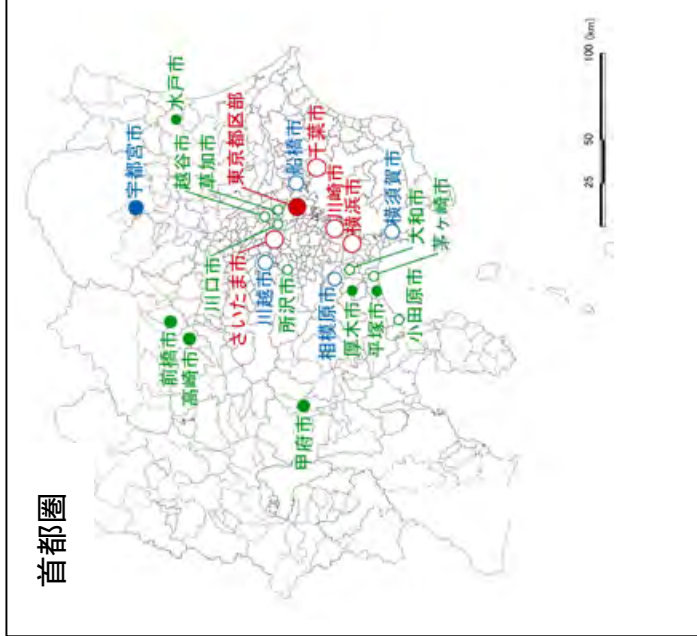 首都圏
水戸市
宇都宮市
越谷市
草加市
東京都区部
船橋市
千葉市
川口市
さいたま市
川越市
所沢市
川崎市
横浜市
横須賀市
前橋市
高崎市
相模原市
厚木市
平塚市
大和市
茅ヶ崎市
小田原市
甲府市
0 25 50 100 (km)